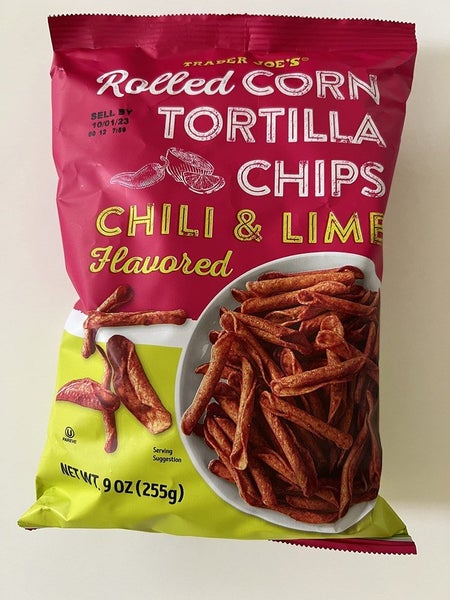 TRADER JOE'S®
Rolled CORN
TORTILLA
CHIPS
SELL BY
10/01/23
CHILI & LIME
Flavored
U
PAREVE
Serving
Suggestion
NET WT. 9 OZ (255g)